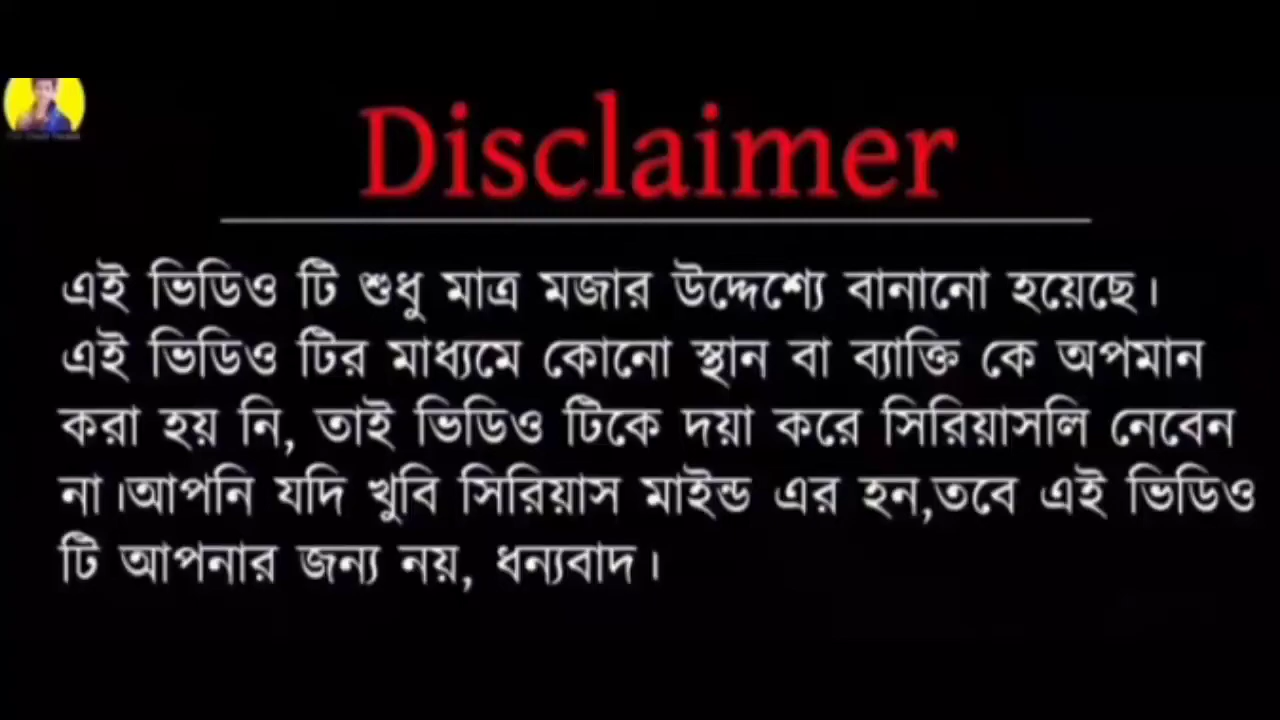 Disclaimer
এই ভিডিও টি শুধু মাত্র মজার উদ্দেশ্যে বানানো হয়েছে।
এই ভিডিও টির মাধ্যমে কোনো স্থান বা ব্যাক্তি কে অপমান
করা হয় নি, তাই ভিডিও টিকে দয়া করে সিরিয়াসলি নেবেন
না।আপনি যদি খুবি সিরিয়াস মাইন্ড এর হন,তবে এই ভিডিও
টি আপনার জন্য নয়, ধন্যবাদ।